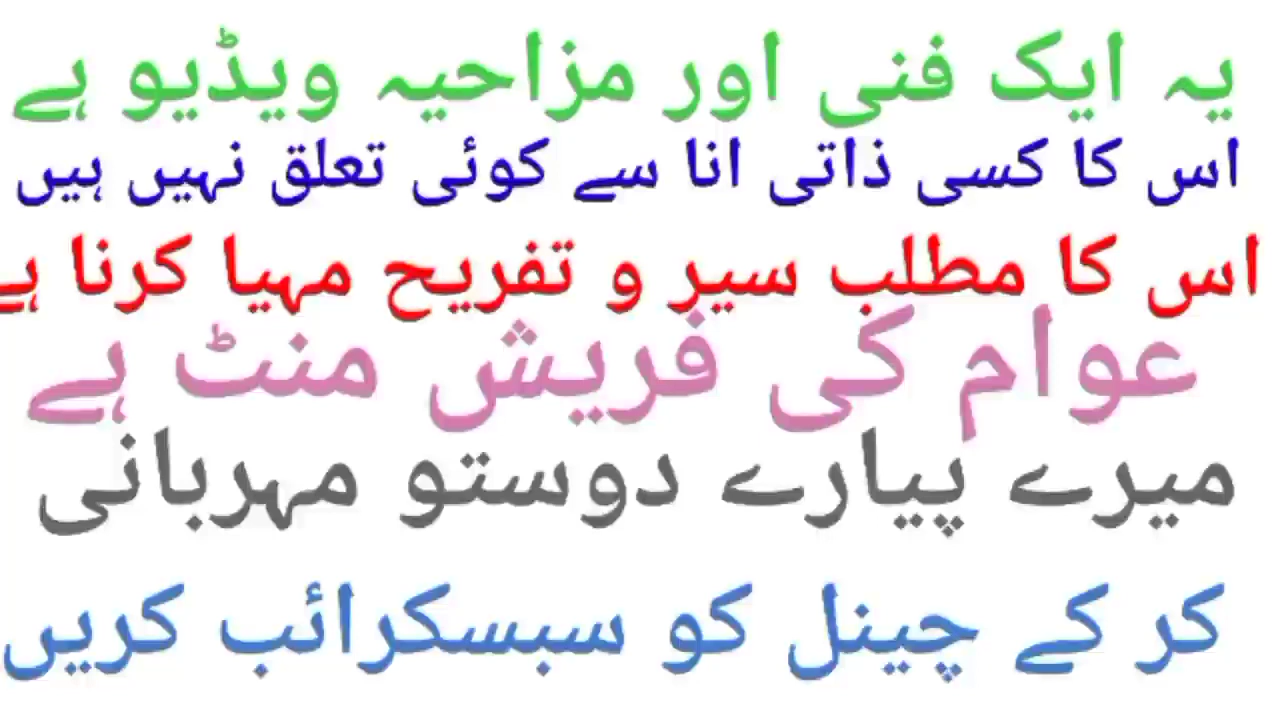 یہ ایک فنی اور مزاحیہ ویڈیو ہے
اس کا کسی ذاتی انا سے کوئی تعلق نہیں ہیں
اس کا مطلب سیر و تفریح مہیا کرنا ہے
عوام کی فریش منٹ ہے
میرے پیارے دوستو مہربانی
کر کے چینل کو سبسکرائب کریں